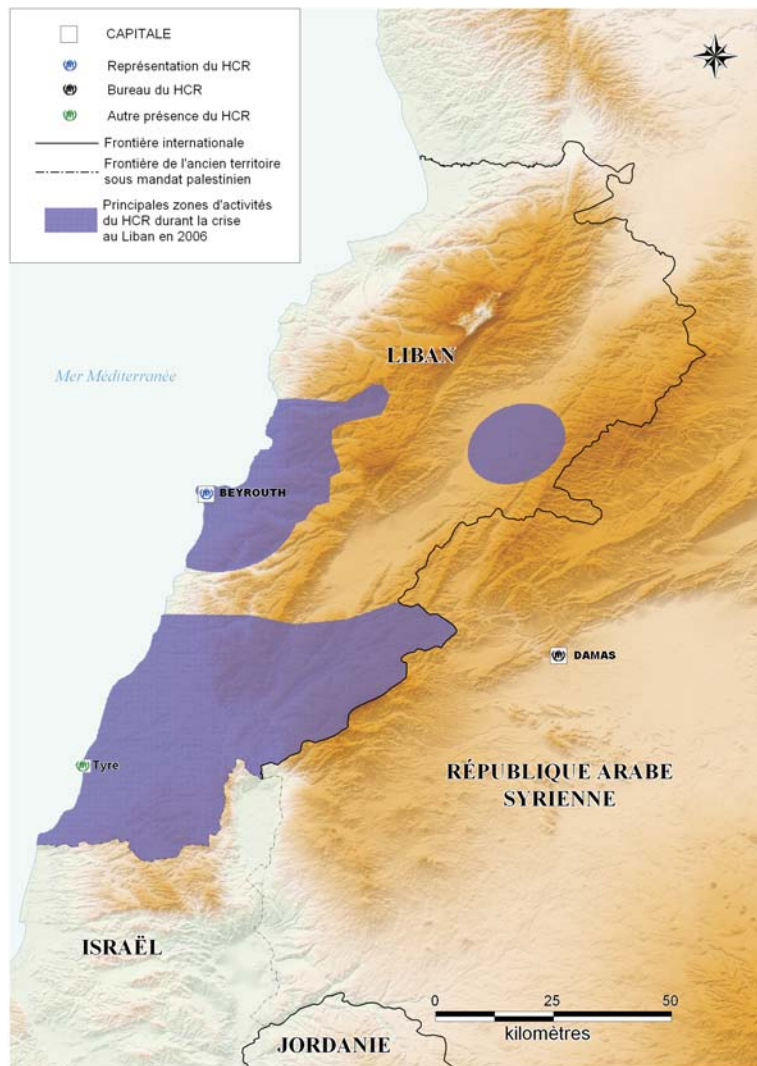 CAPITALE
Représentation du HCR
Bureau du HCR
Autre présence du HCR
Frontière internationale
Frontière de l'ancien territoire
sous mandat palestinien
Principales zones d'activités
du HCR durant la crise
au Liban en 2006
LIBAN
Mer Méditerranée
BEYROUTH
DAMAS
Tyre
RÉPUBLIQUE ARABE
SYRIENNE
ISRAËL
0 25 50
kilomètres
JORDANIE